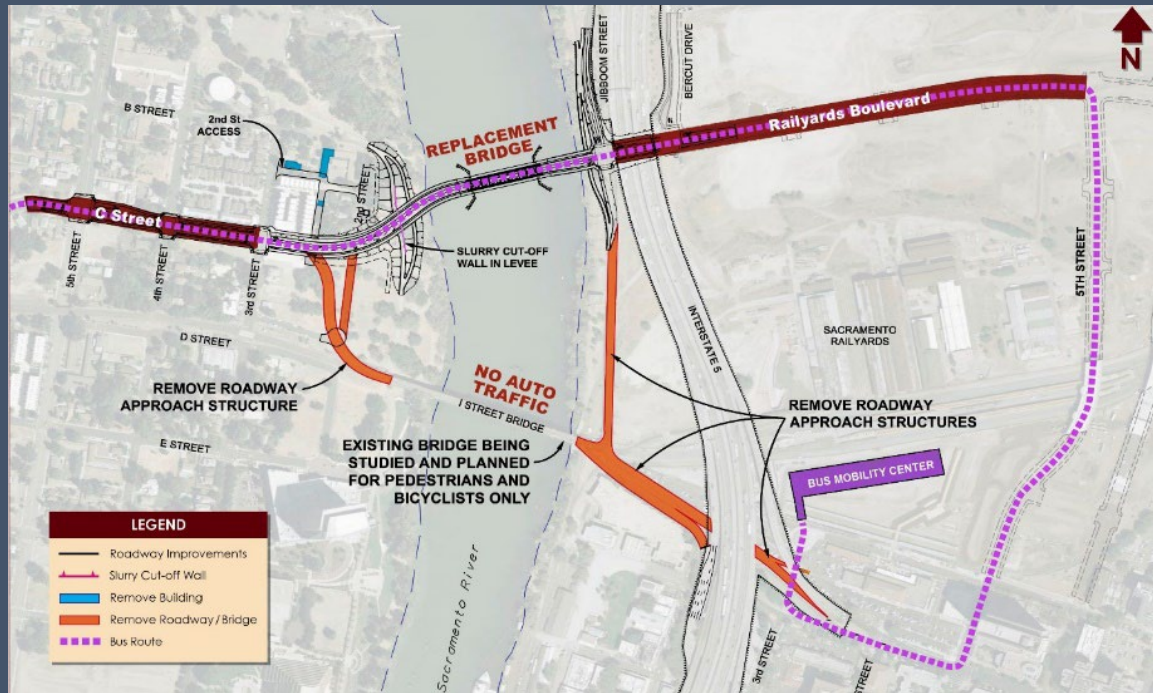 N
B STREET
2nd St
ACCESS
JIBBOOM STREET
BERCUT DRIVE
REPLACEMENT
BRIDGE
Railyards Boulevard
2nd STREET
C Street
SLURRY CUT-OFF
WALL IN LEVEE
5th STREET
4th STREET
3rd STREET
5TH STREET
INTERSTATE 5
SACRAMENTO
RAILYARDS
D STREET
NO AUTO
TRAFFIC
REMOVE ROADWAY
APPROACH STRUCTURE
I STREET BRIDGE
REMOVE ROADWAY
APPROACH STRUCTURES
E STREET
EXISTING BRIDGE BEING
STUDIED AND PLANNED
FOR PEDESTRIANS AND
BICYCLISTS ONLY
BUS MOBILITY CENTER
LEGEND
Roadway Improvements
Slurry Cut-off Wall
Remove Building
Remove Roadway/Bridge
Bus Route
Sacramento River
3rd STREET
STREET